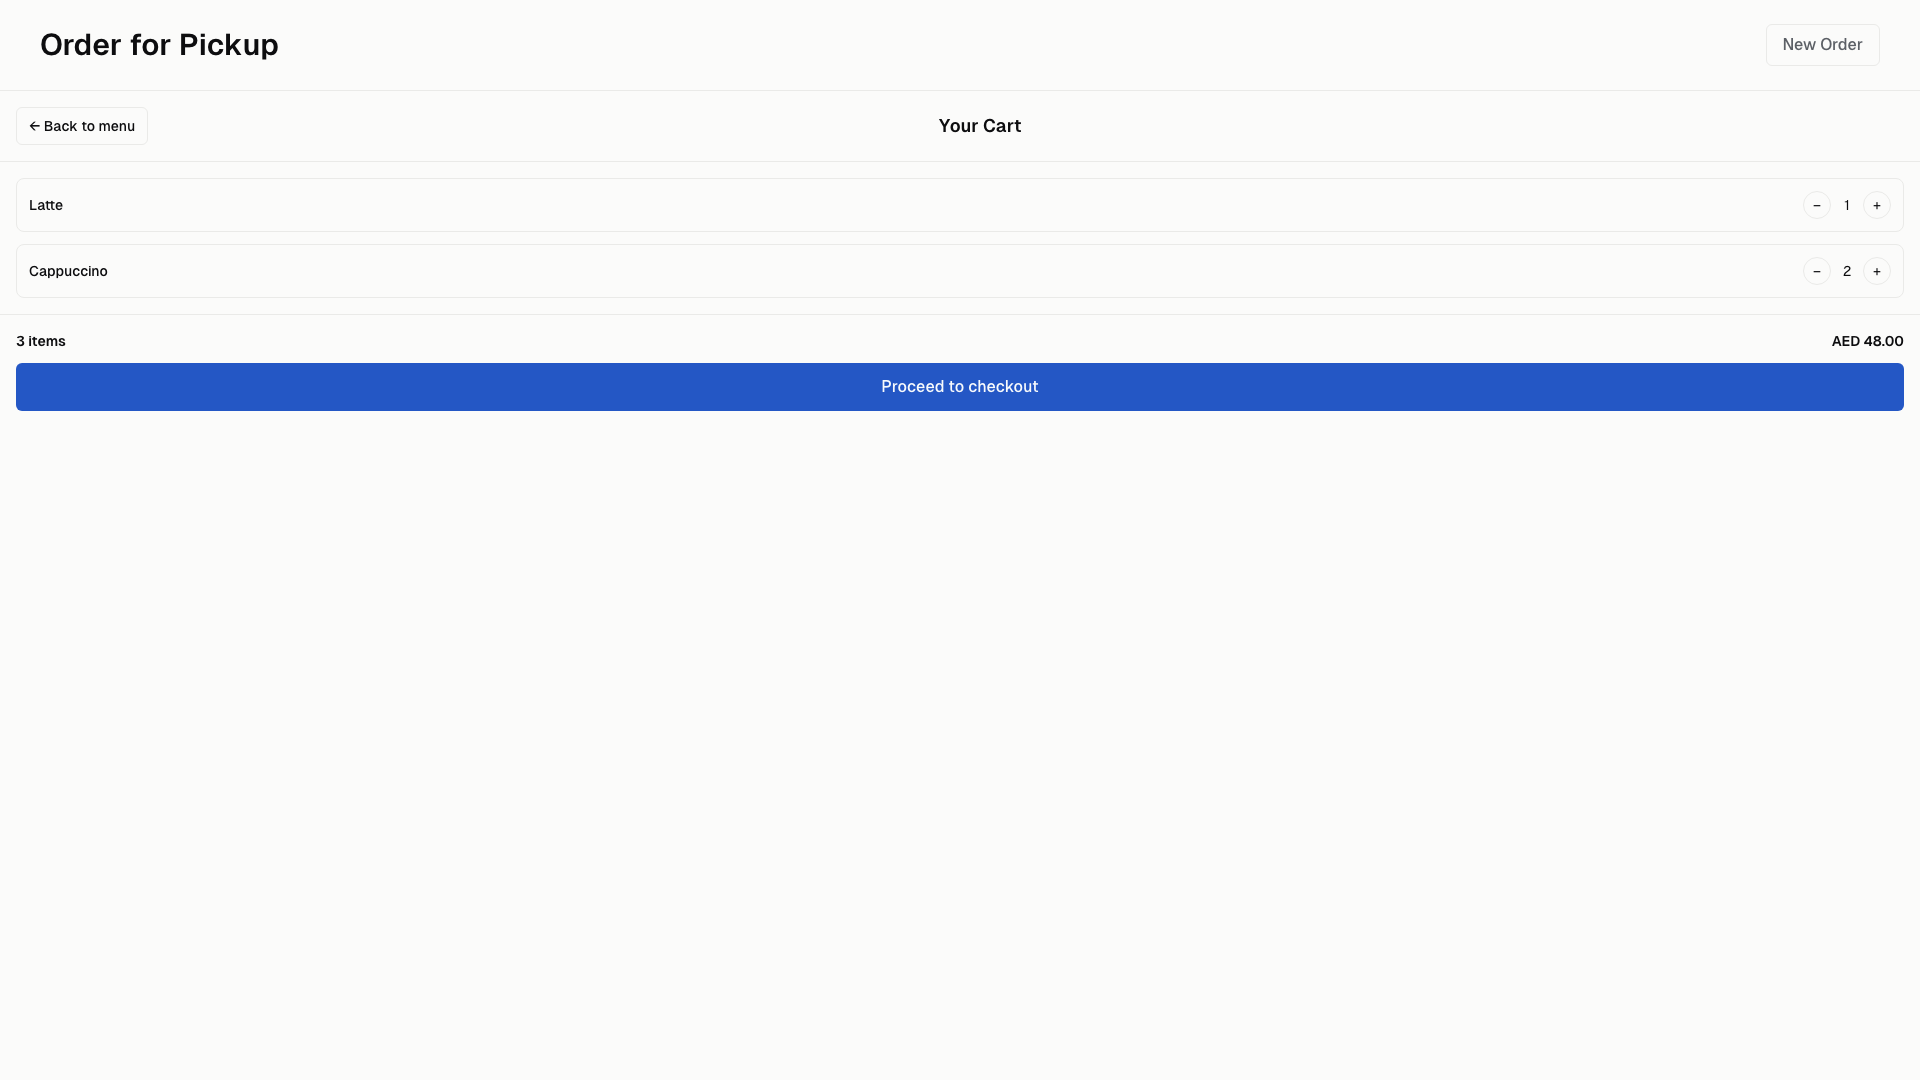 Order for Pickup
New Order
← Back to menu
Your Cart
Latte
− 1 +
Cappuccino
− 2 +
3 items
AED 48.00
Proceed to checkout